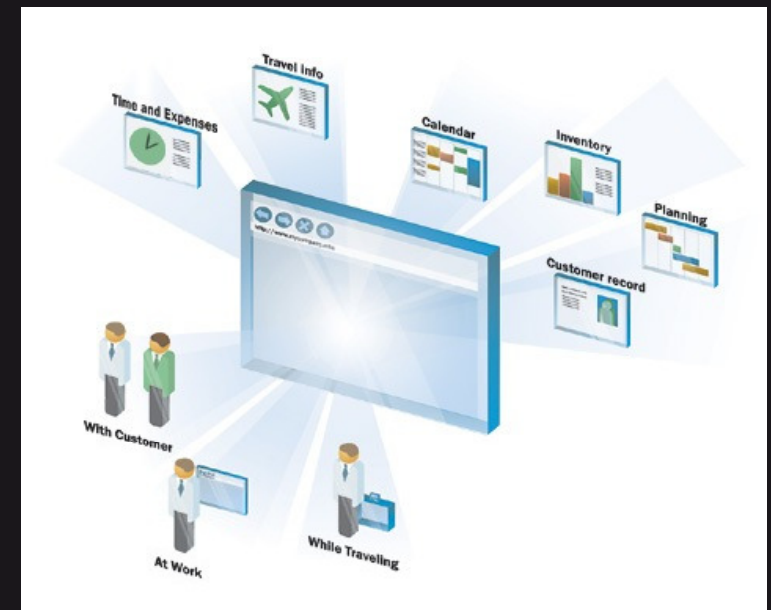 Travel info
Time and Expenses
Calendar
Inventory
Planning
Customer record
With Customer
At Work
While Traveling